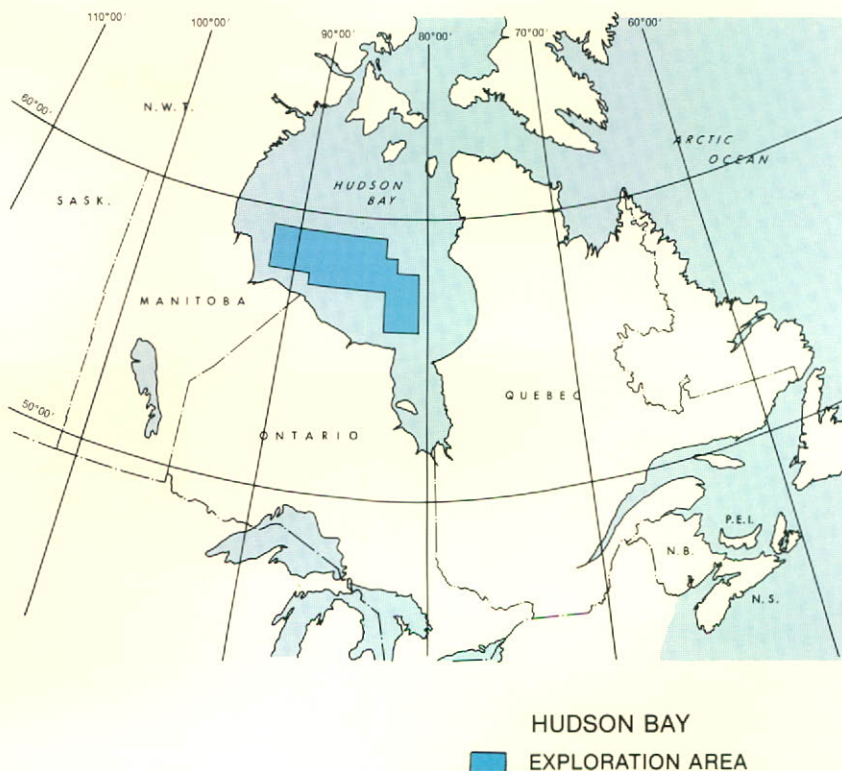 110°00'
100°00'
90°00'
80°00'
70°00'
60°00'
60°00'
N.W.T.
ARCTIC
OCEAN
HUDSON
BAY
SASK.
MANITOBA
QUEBEC
50°00'
ONTARIO
P.E.I.
N.B.
N.S.
HUDSON BAY
EXPLORATION AREA